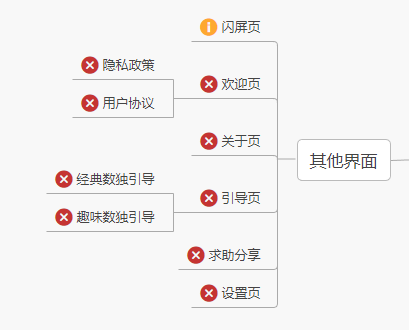 闪屏页
隐私政策
欢迎页
用户协议
关于页
其他界面
经典数独引导
引导页
趣味数独引导
求助分享
设置页